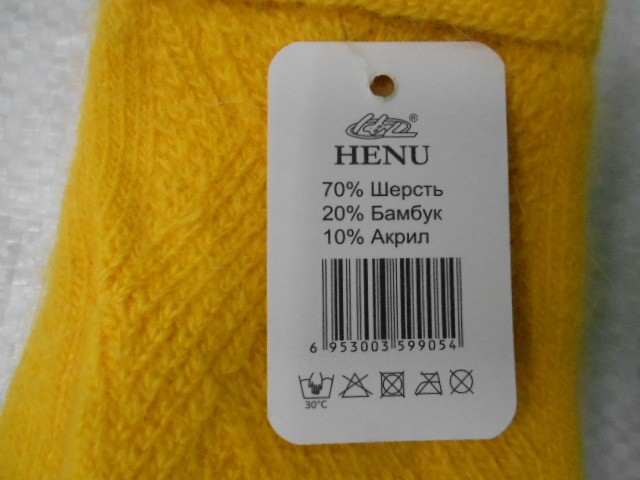 ®
HENU
70% Шерсть
20% Бамбук
10% Акрил
6 953003 599054
30°C